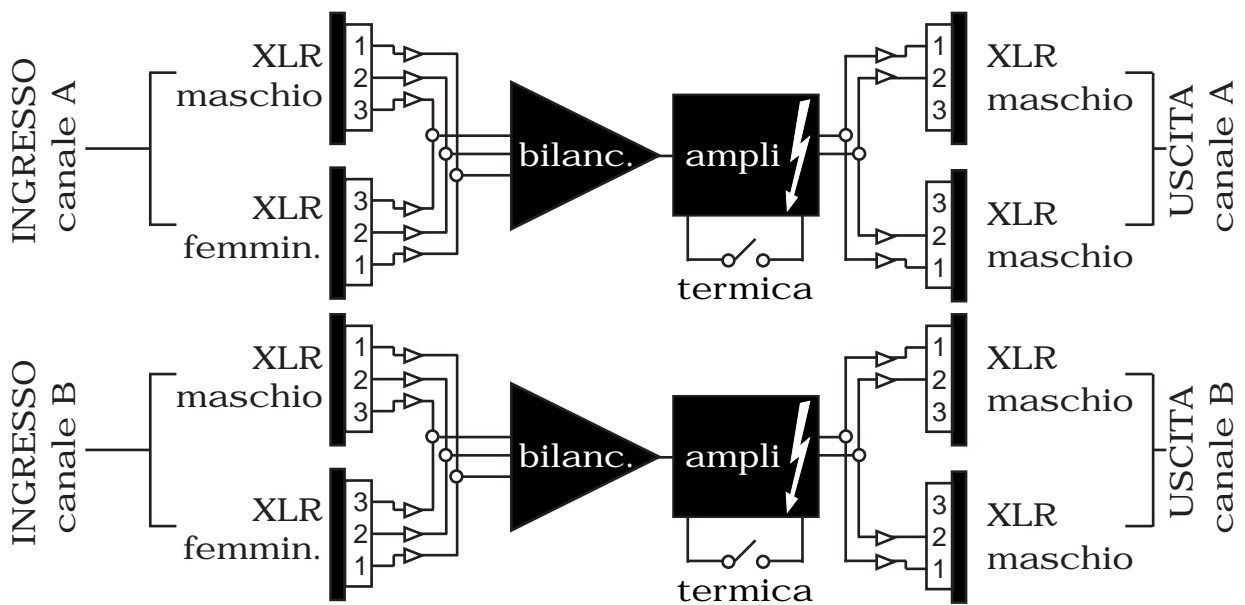 INGRESSO
canale A
XLR
maschio
1
2
3
XLR
femmin.
3
2
1
bilanc.
ampli
termica
1
2
3
XLR
maschio
3
2
1
XLR
maschio
USCITA
canale A
INGRESSO
canale B
XLR
maschio
1
2
3
XLR
femmin.
3
2
1
bilanc.
ampli
termica
1
2
3
XLR
maschio
3
2
1
XLR
maschio
USCITA
canale B